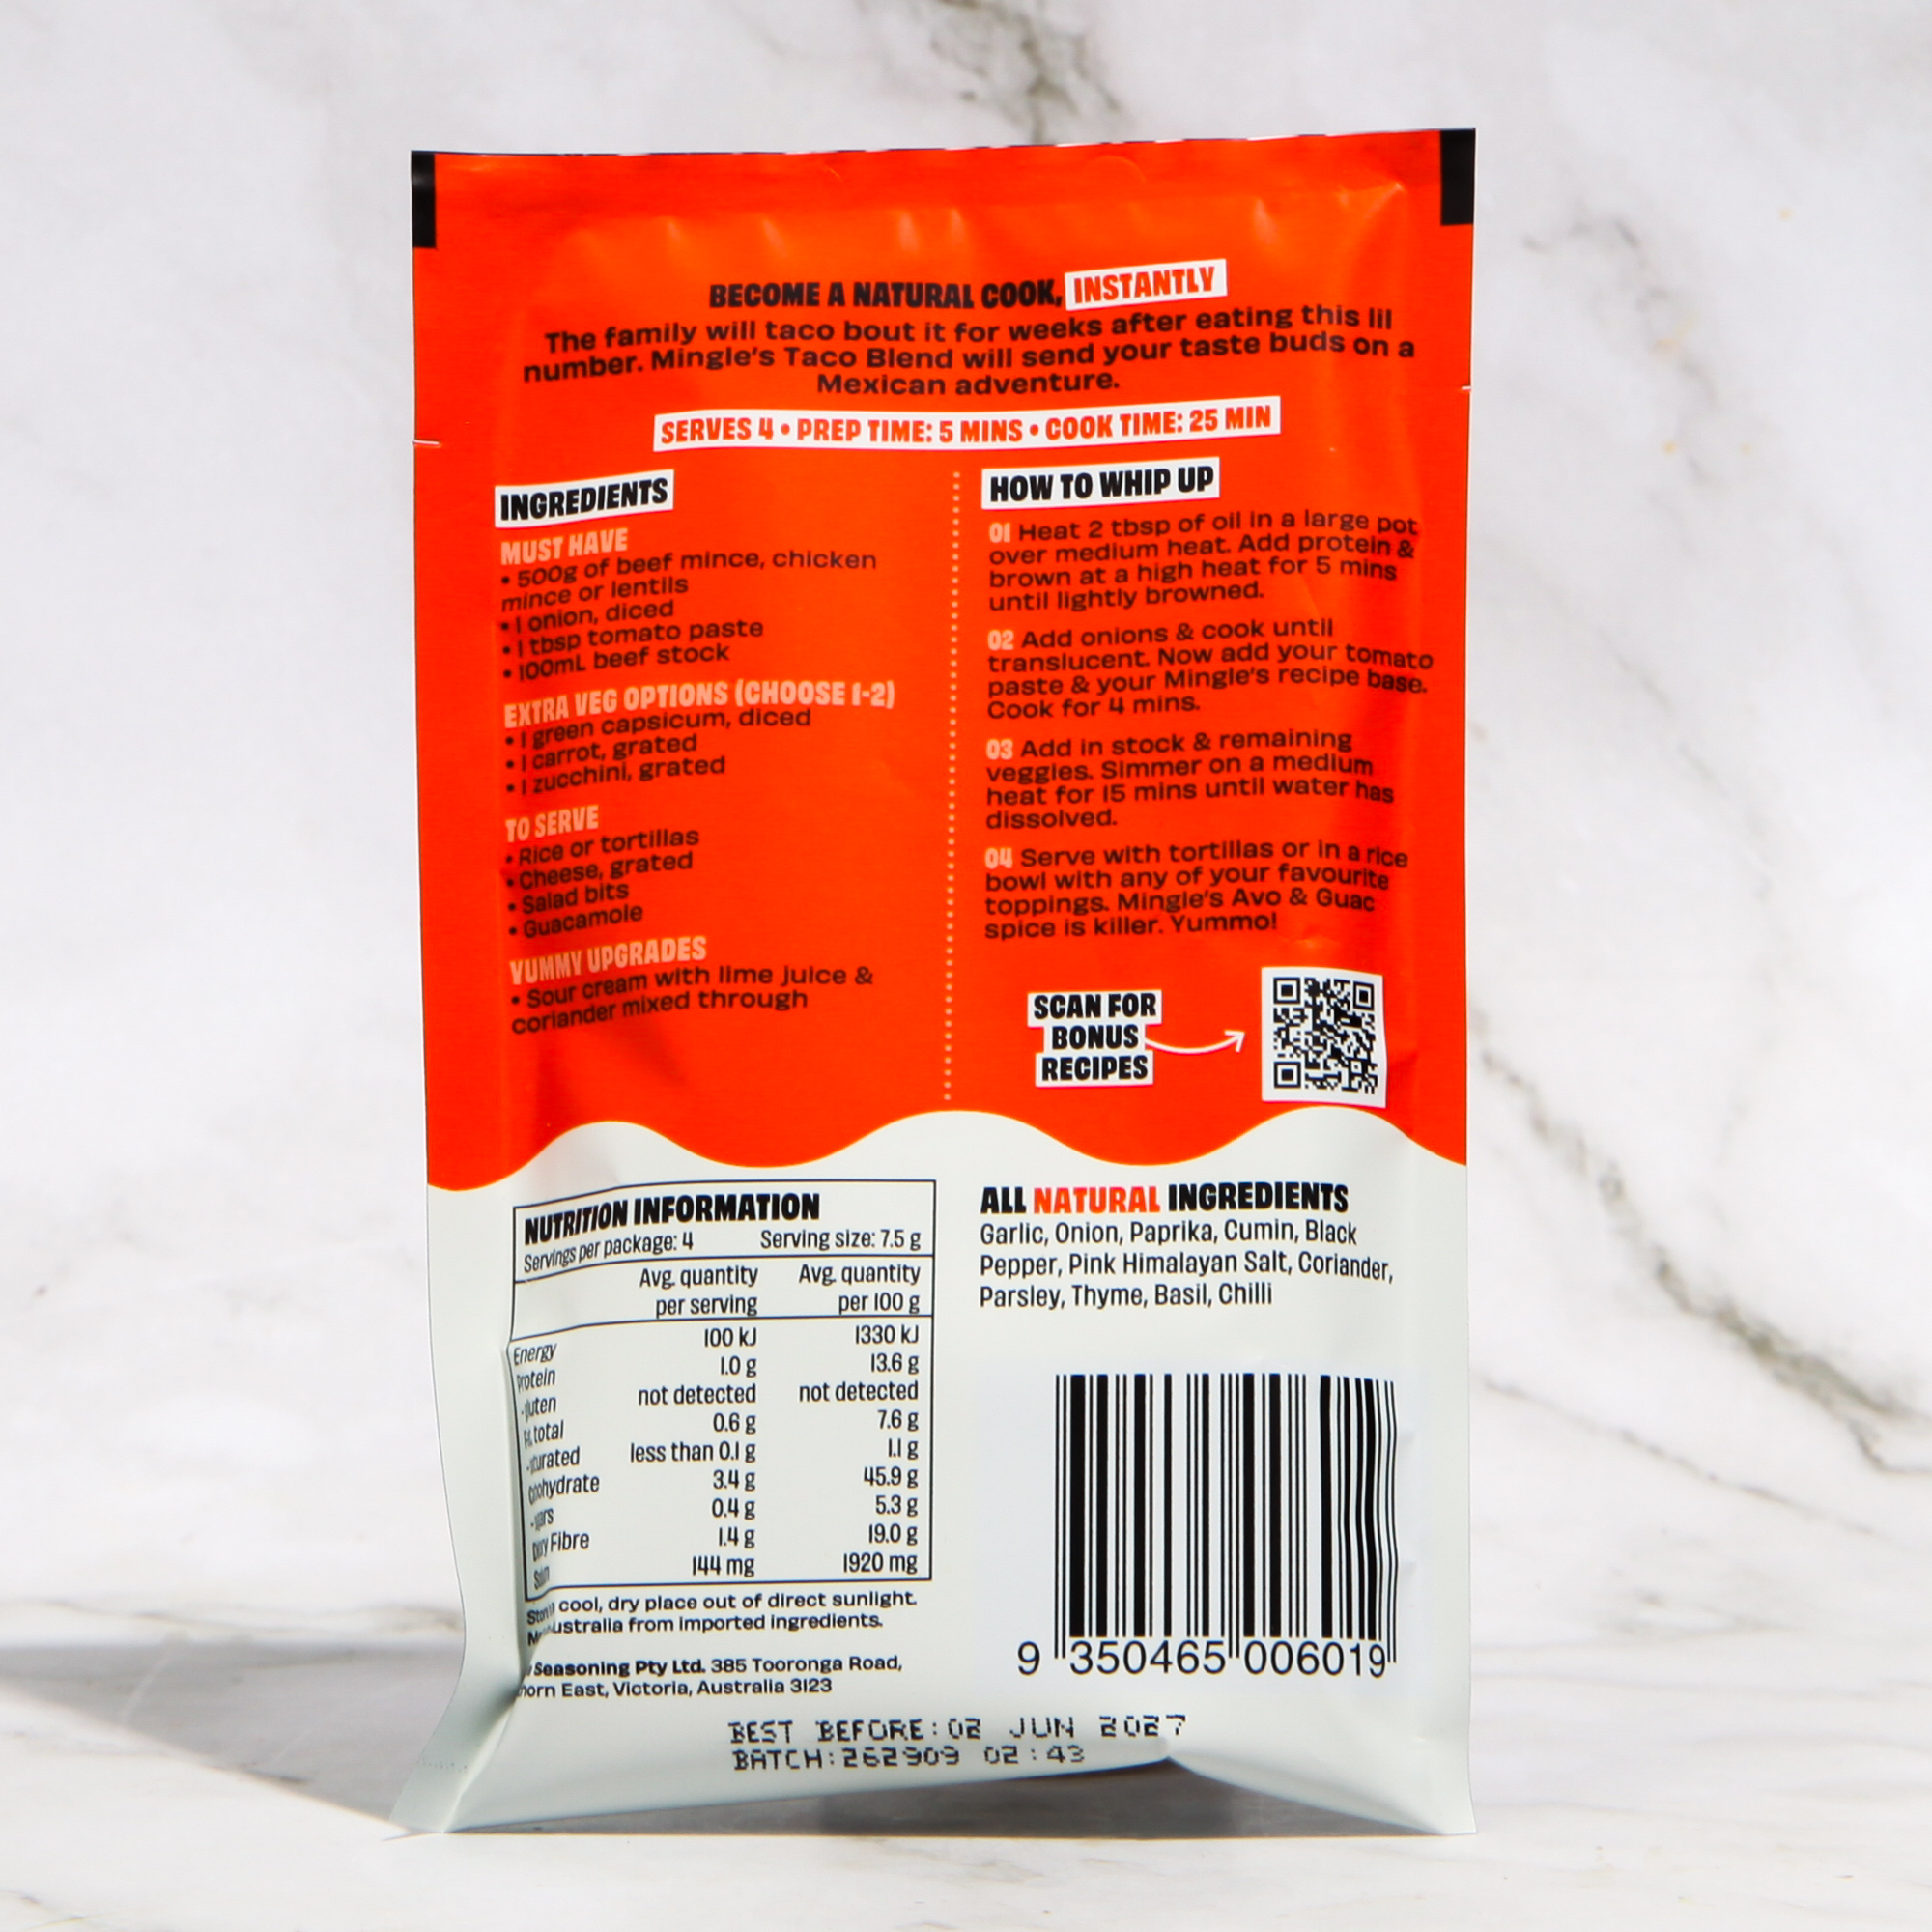 BECOME A NATURAL COOK, INSTANTLY
The family will taco bout it for weeks after eating this lil
number. Mingle's Taco Blend will send your taste buds on a
Mexican adventure.
SERVES 4 • PREP TIME: 5 MINS • COOK TIME: 25 MIN
INGREDIENTS
MUST HAVE
• 500g of beef mince, chicken
mince or lentils
• 1 onion, diced
• 1 tbsp tomato paste
• 100mL beef stock
EXTRA VEG OPTIONS (CHOOSE 1-2)
• 1 green capsicum, diced
• 1 carrot, grated
• 1 zucchini, grated
TO SERVE
• Rice or tortillas
• Cheese, grated
• Salad bits
• Guacamole
YUMMY UPGRADES
• Sour cream with lime juice &
coriander mixed through
HOW TO WHIP UP
01 Heat 2 tbsp of oil in a large pot
over medium heat. Add protein &
brown at a high heat for 5 mins
until lightly browned.
02 Add onions & cook until
translucent. Now add your tomato
paste & your Mingle's recipe base.
Cook for 4 mins.
03 Add in stock & remaining
veggies. Simmer on a medium
heat for 15 mins until water has
dissolved.
04 Serve with tortillas or in a rice
bowl with any of your favourite
toppings. Mingle's Avo & Guac
spice is killer. Yummo!
SCAN FOR
BONUS
RECIPES
NUTRITION INFORMATION
Servings per package: 4 Serving size: 7.5 g
Avg. quantity Avg. quantity
per serving per 100 g
Energy 100 kJ 1330 kJ
Protein 1.0 g 13.6 g
not detected not detected
total 0.6 g 7.6 g
less than 0.1 g 1.1 g
3.4 g 45.9 g
0.4 g 5.3 g
Fibre 1.4 g 19.0 g
144 mg 1920 mg
cool, dry place out of direct sunlight.
from imported ingredients.
Seasoning Pty Ltd. 385 Tooronga Road,
East, Victoria, Australia 3123
ALL NATURAL INGREDIENTS
Garlic, Onion, Paprika, Cumin, Black
Pepper, Pink Himalayan Salt, Coriander,
Parsley, Thyme, Basil, Chilli
9 350465 006019
BEST BEFORE:02 JUN 2027
BATCH:262909 02:43